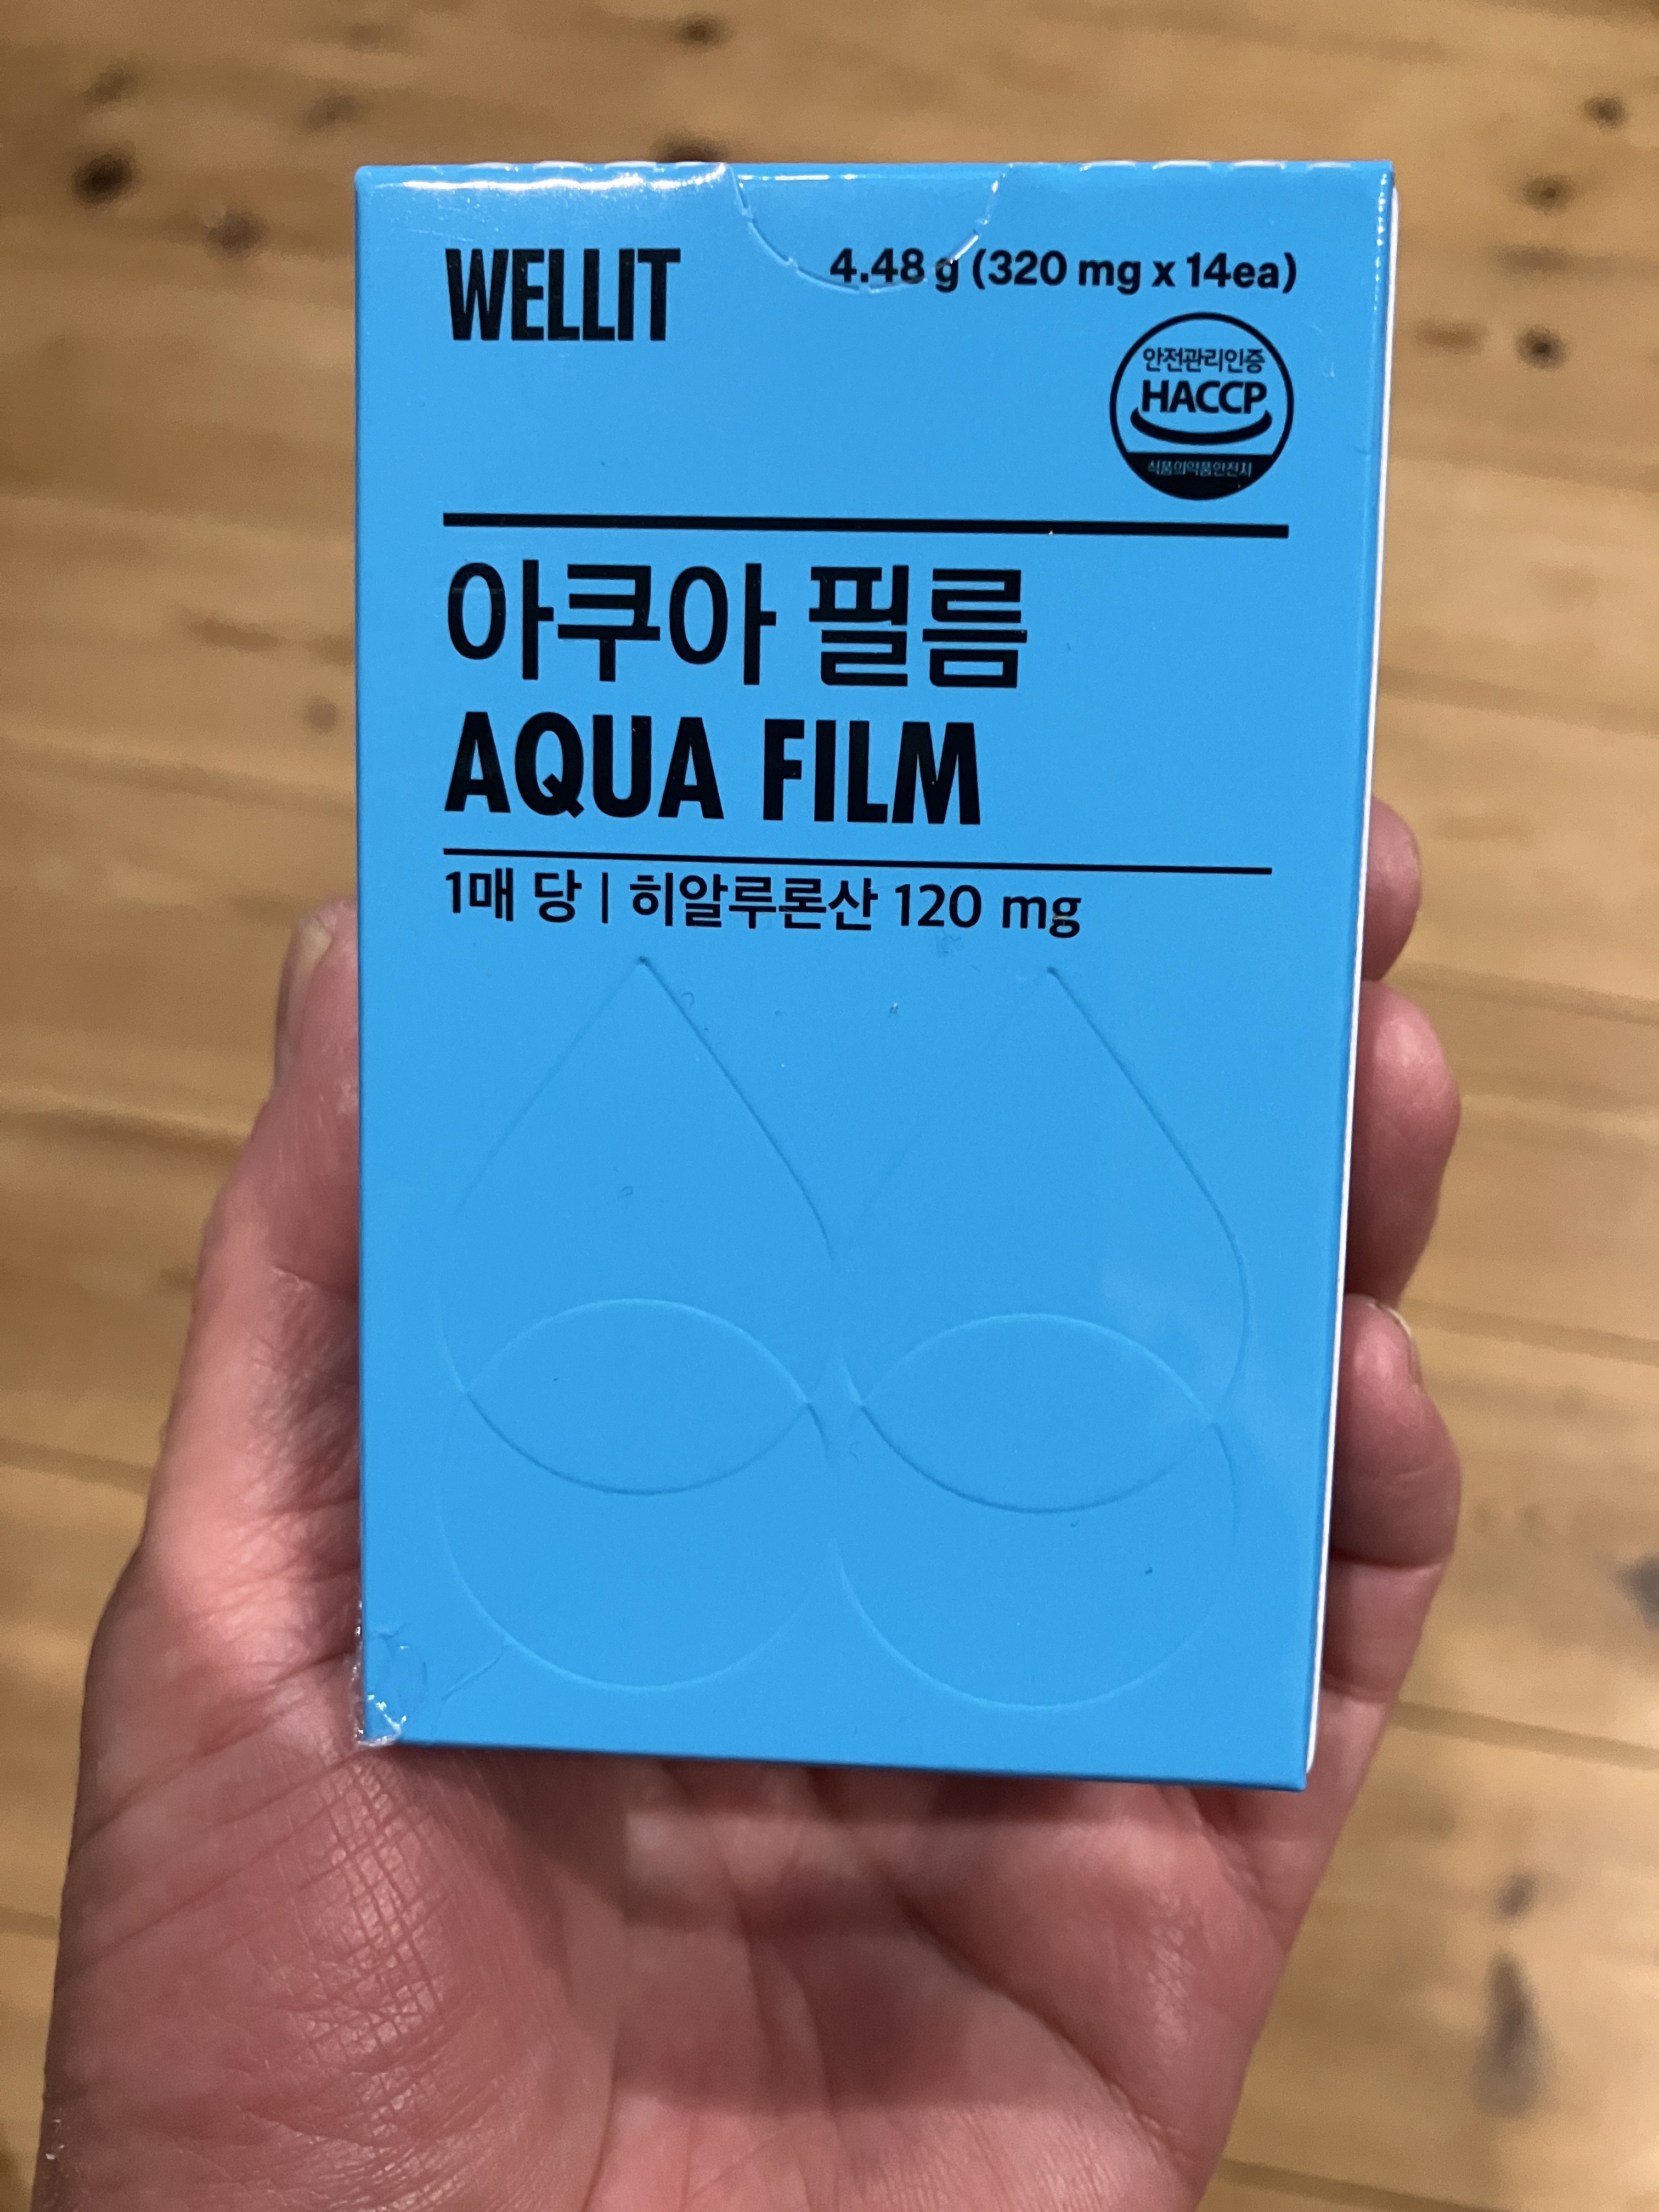 WELLIT
4.48 g (320 mg x 14ea)
안전관리인증
HACCP
식품의약품안전처
아쿠아 필름
AQUA FILM
1매 당 | 히알루론산 120 mg